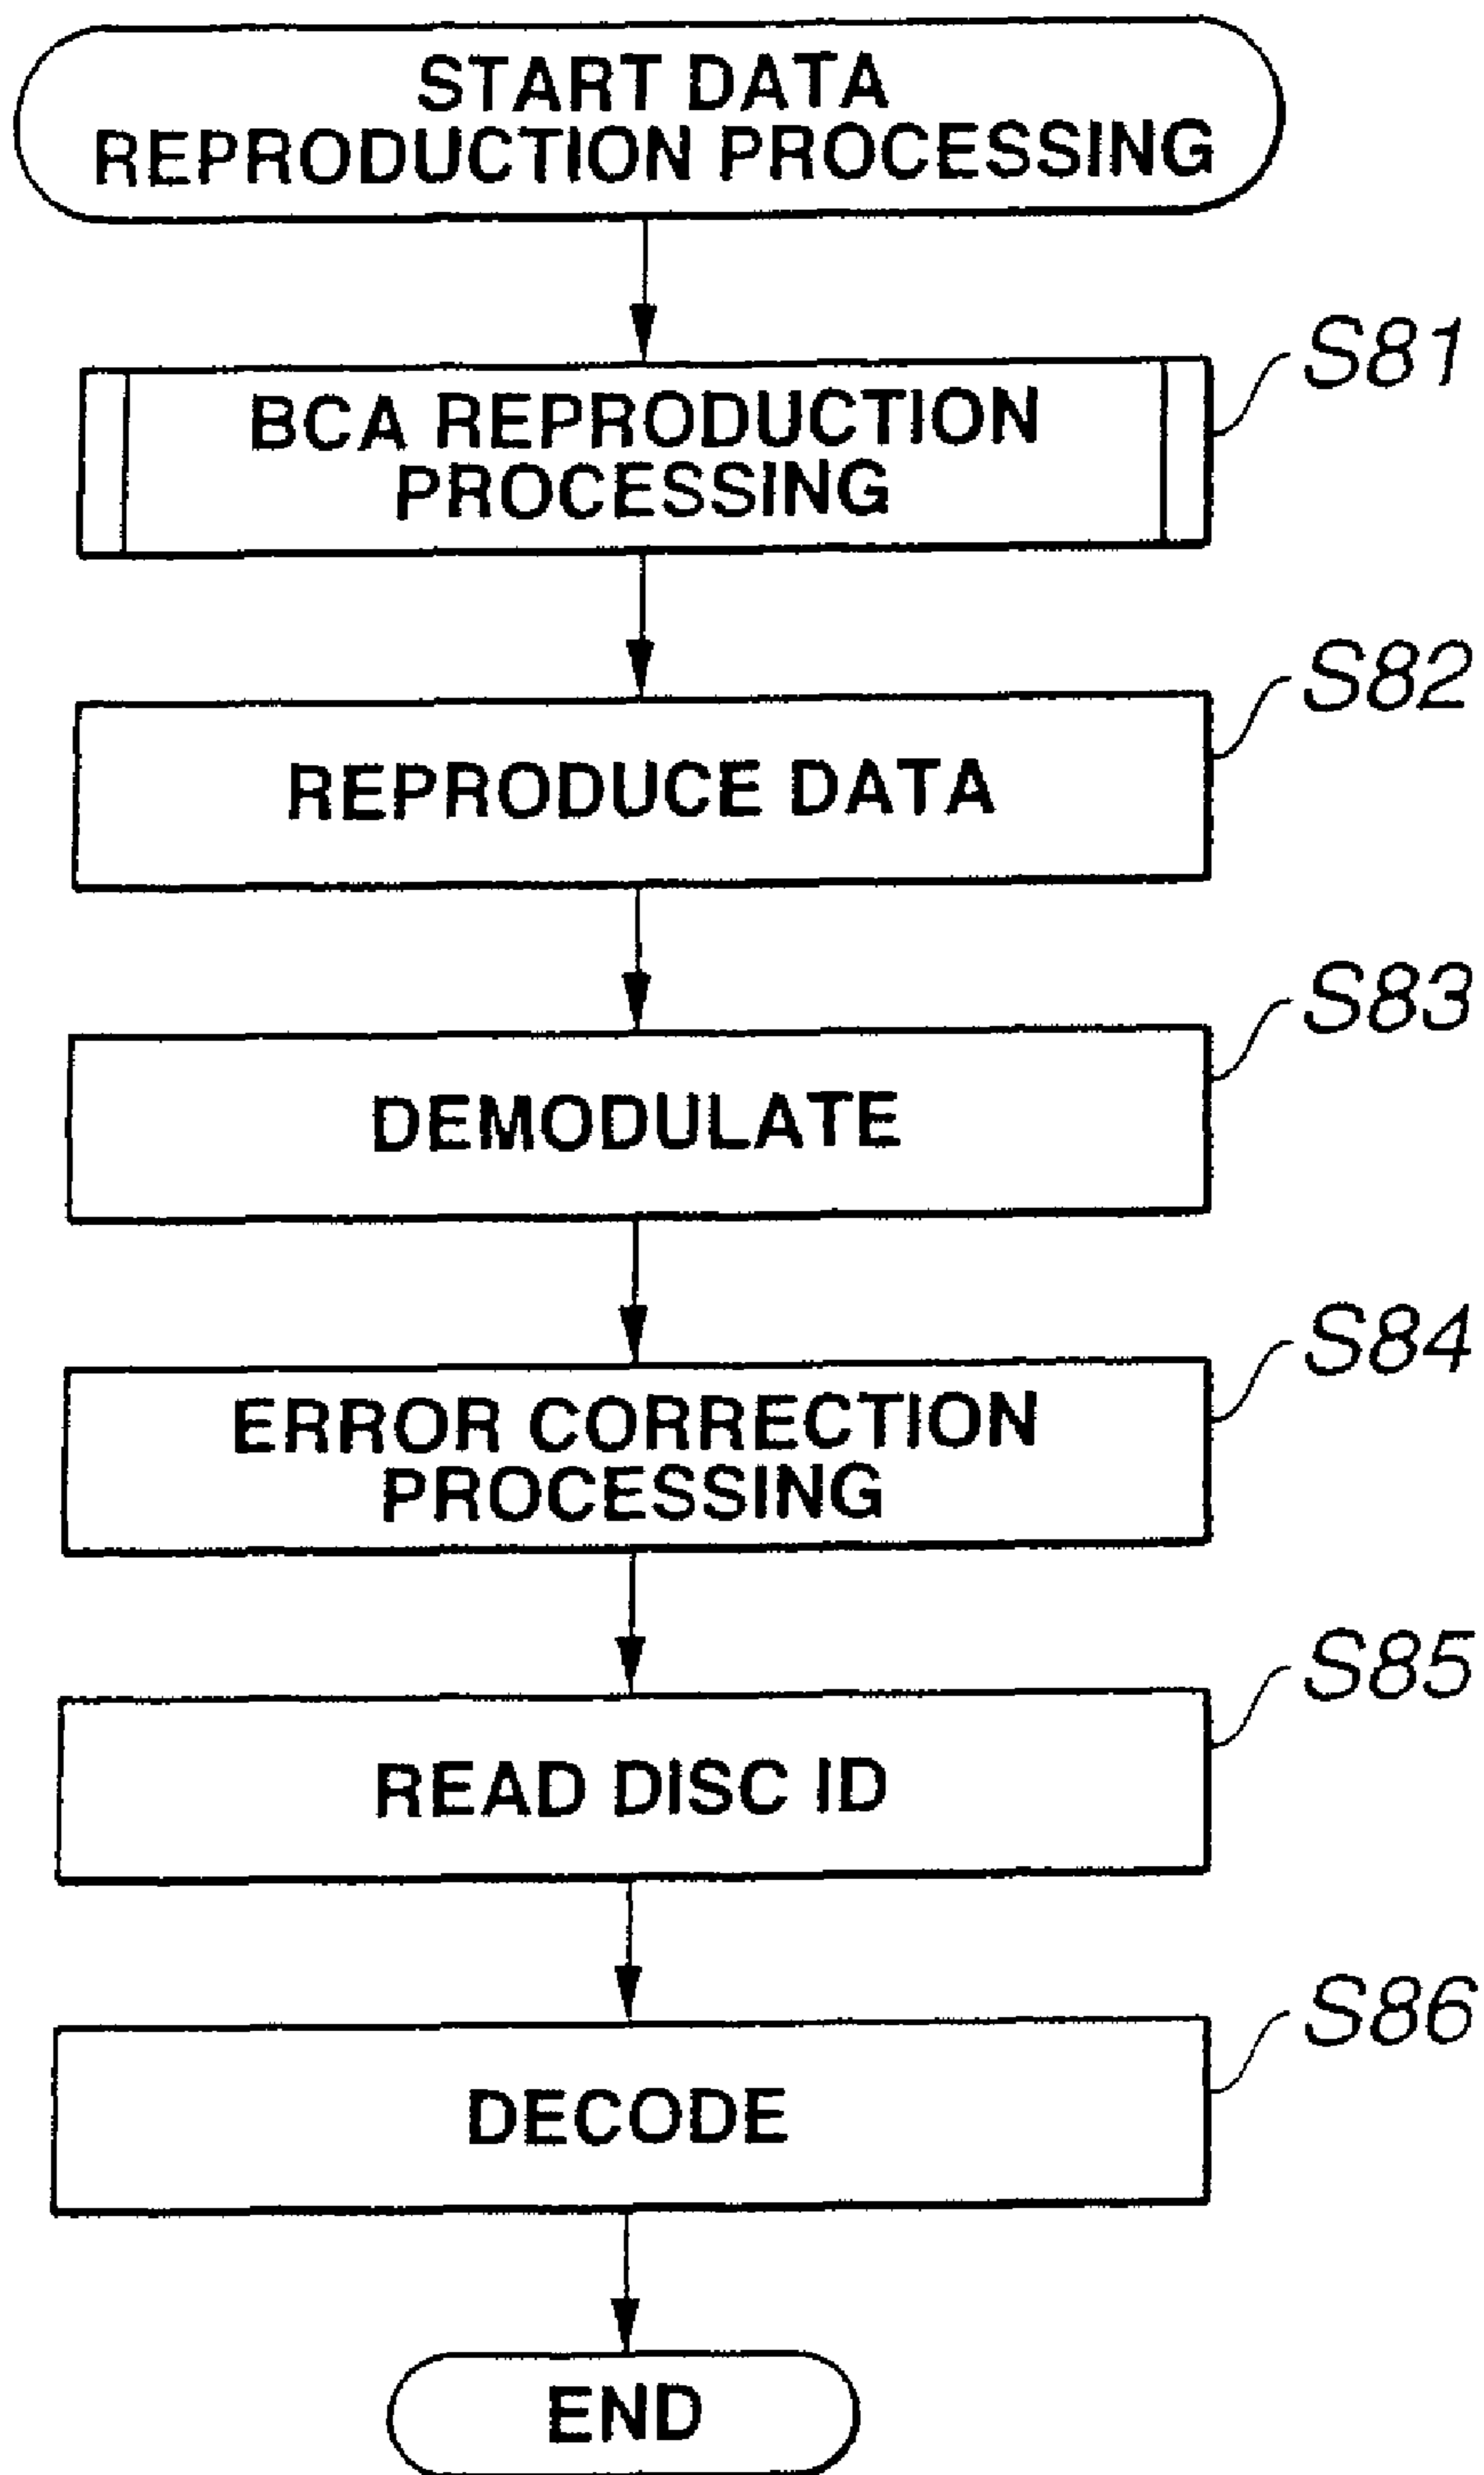 START DATA
REPRODUCTION PROCESSING
S81
BCA REPRODUCTION
PROCESSING
S82
REPRODUCE DATA
S83
DEMODULATE
S84
ERROR CORRECTION
PROCESSING
S85
READ DISC ID
S86
DECODE
END